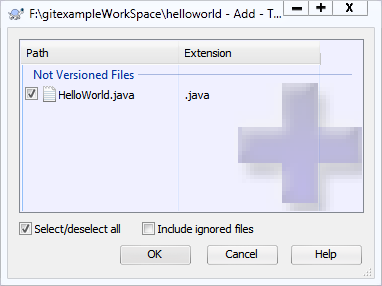 F:\gitexampleWorkSpace\helloworld - Add - T...
Path Extension
Not Versioned Files
HelloWorld.java .java
Select/deselect all Include ignored files
OK Cancel Help